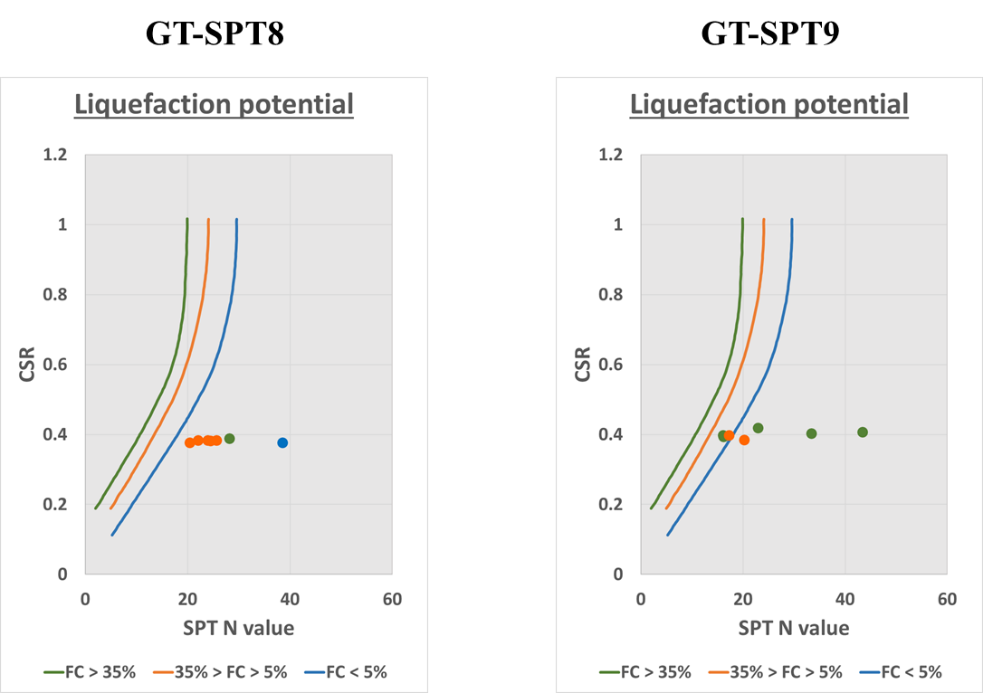 GT-SPT8
Liquefaction potential
1.2
1
0.8
0.6
0.4
0.2
0
CSR
0 20 40 60
SPT N value
FC > 35% 35% > FC > 5% FC < 5%
GT-SPT9
Liquefaction potential
1.2
1
0.8
0.6
0.4
0.2
0
CSR
0 20 40 60
SPT N value
FC > 35% 35% > FC > 5% FC < 5%